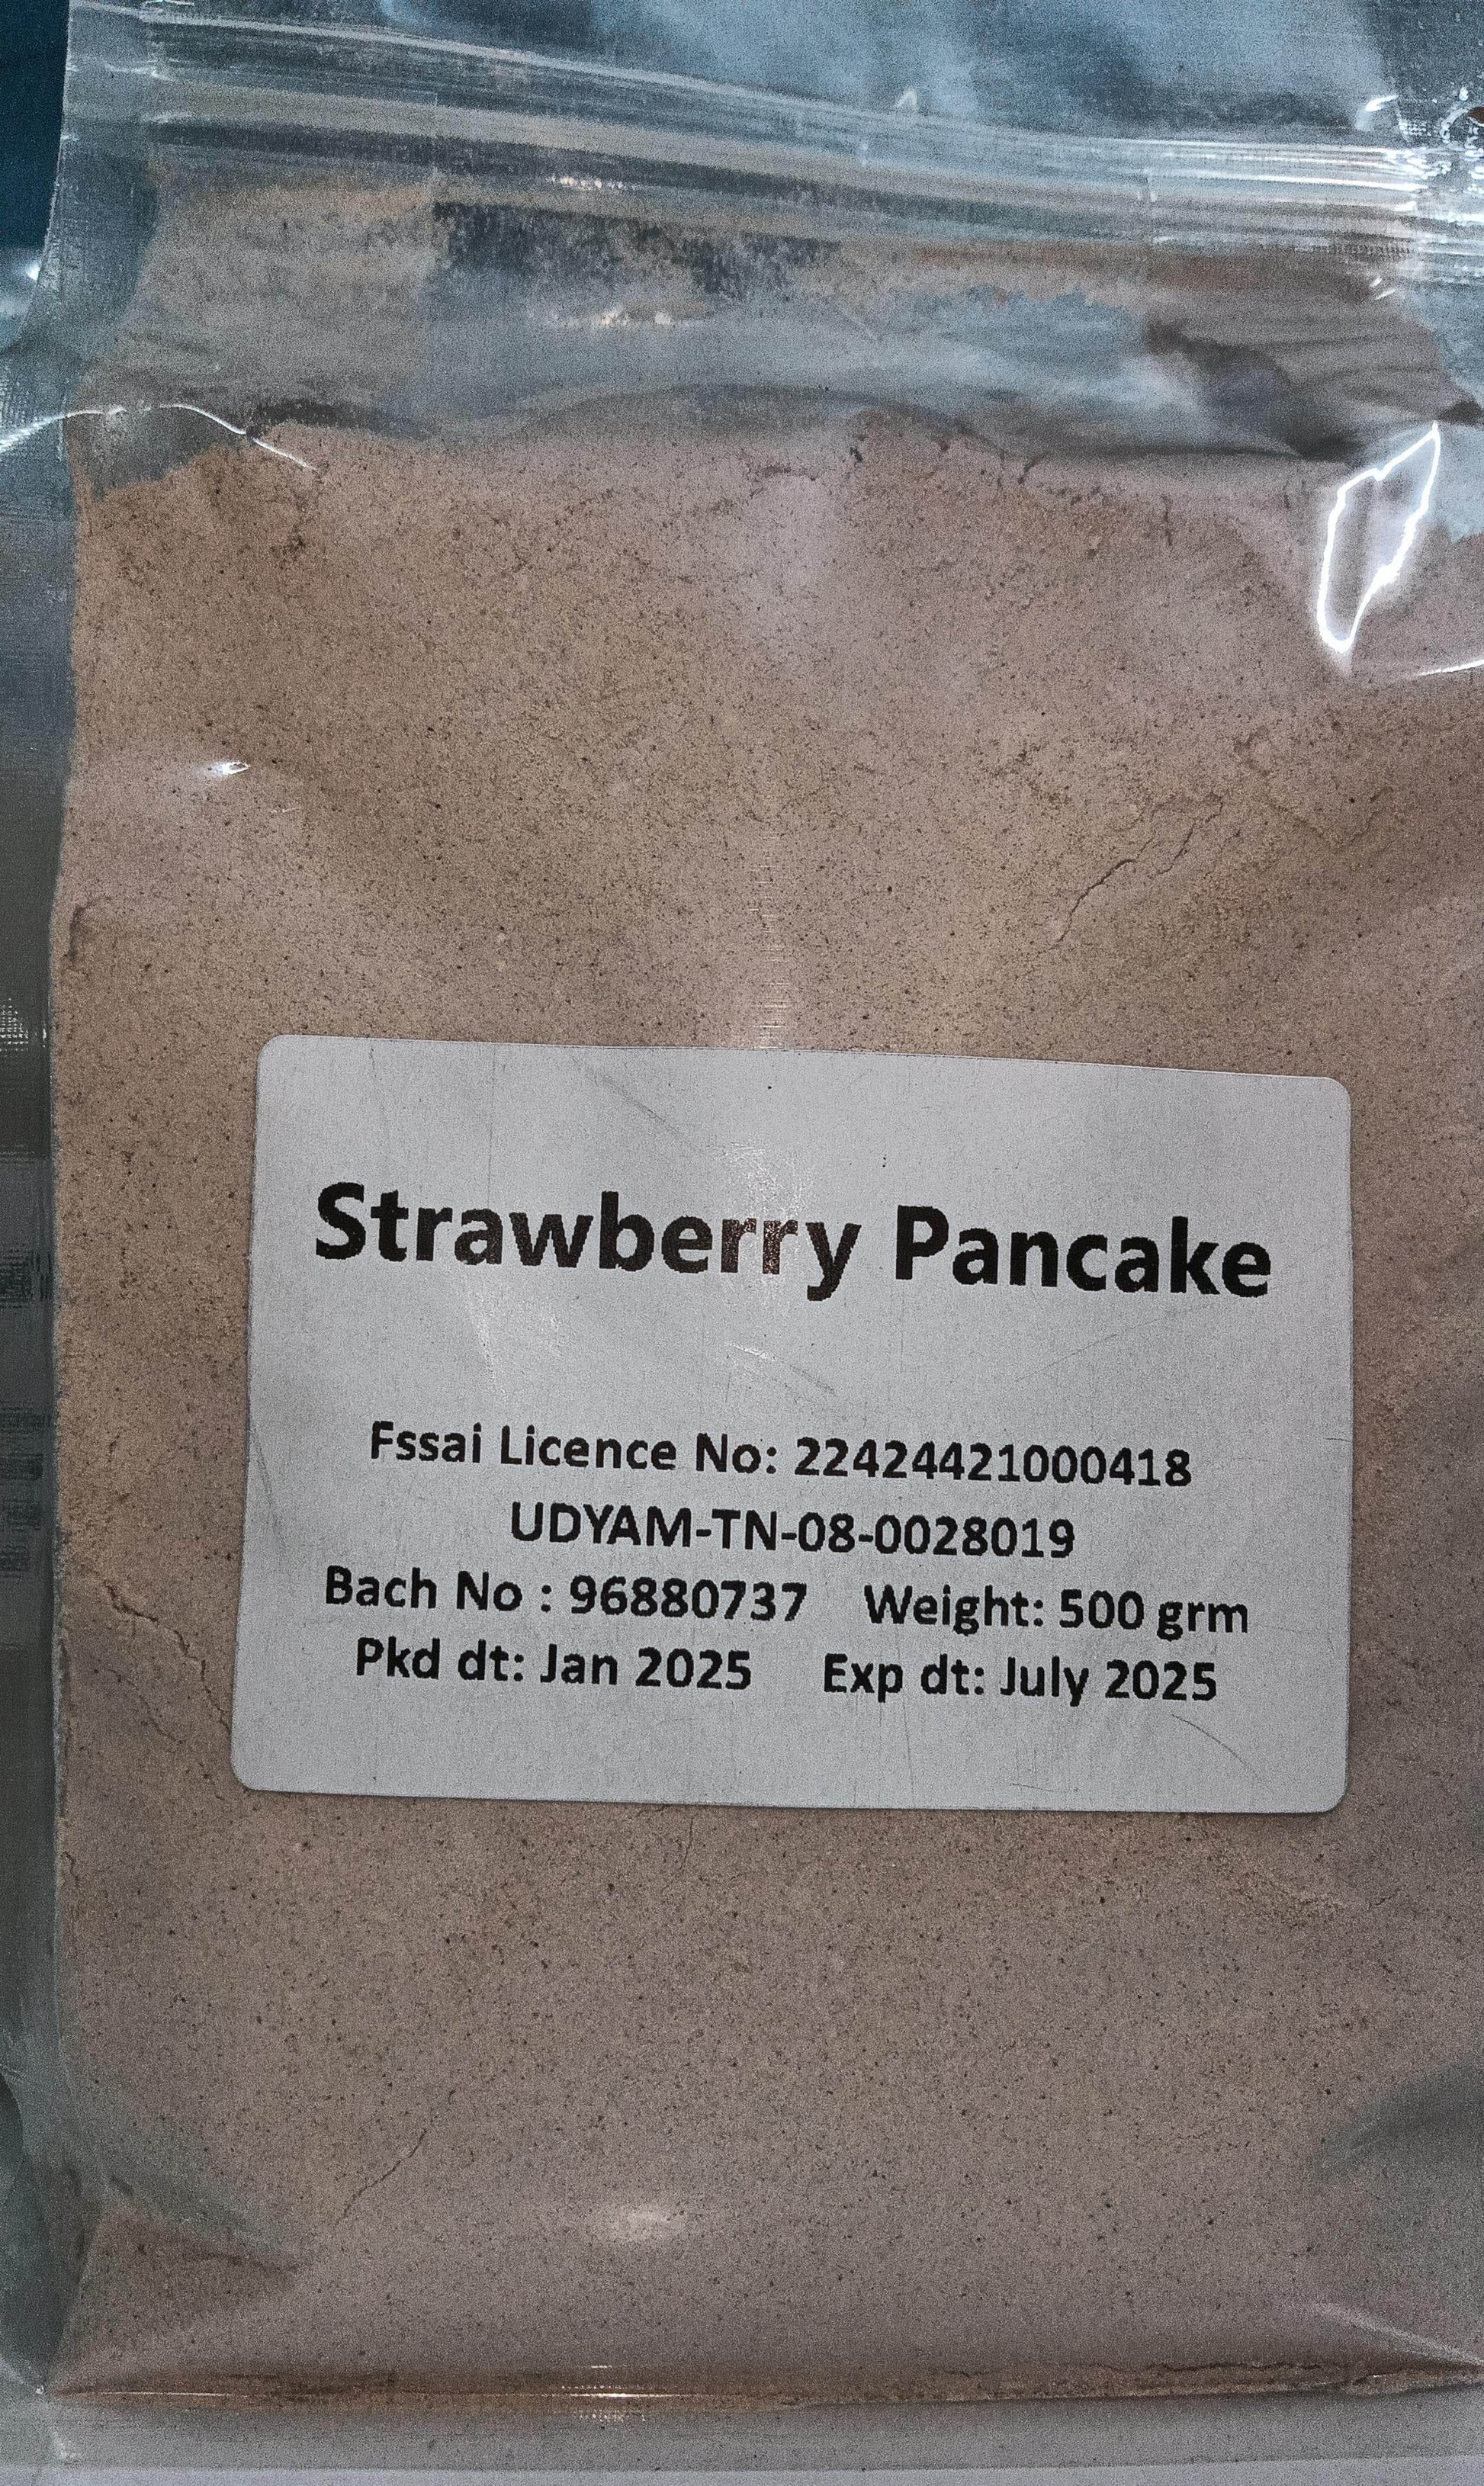 Strawberry Pancake
Fssai Licence No: 22424421000418
UDYAM-TN-08-0028019
Bach No : 96880737 Weight: 500 grm
Pkd dt: Jan 2025 Exp dt: July 2025